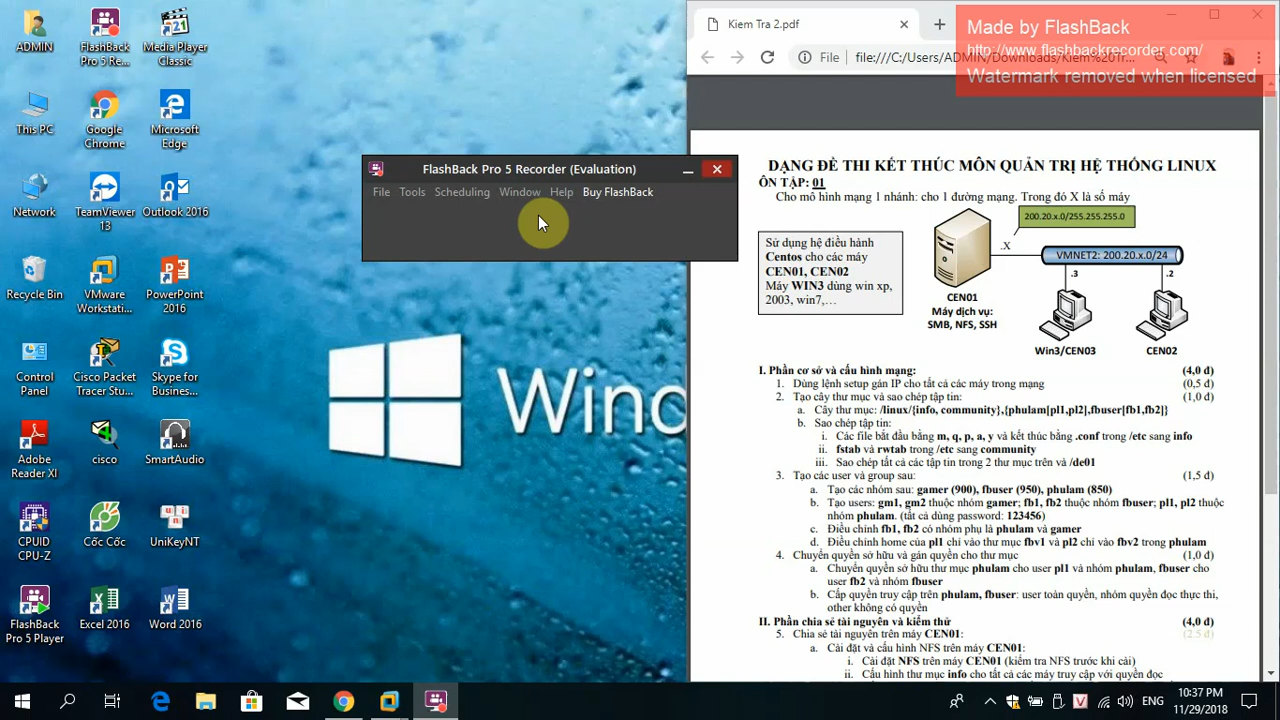 ADMIN
FlashBack
Pro 5 Re...
Media Player
Classic
This PC
Google
Chrome
Microsoft
Edge
Network
TeamViewer
13
Outlook 2016
Recycle Bin
VMware
Workstati...
PowerPoint
2016
Control
Panel
Cisco Packet
Tracer Stu...
Skype for
Busines...
Adobe
Reader XI
cisco
SmartAudio
CPUID
CPU-Z
Cốc Cốc
UniKeyNT
FlashBack
Pro 5 Player
Excel 2016
Word 2016
FlashBack Pro 5 Recorder (Evaluation)
File Tools Scheduling Window Help Buy FlashBack
Kiem Tra 2.pdf
File file:///C:/Users/ADMIN/Downloads/Kiem%20Tr...
Made by FlashBack
http://www.flashbackrecorder.com/
Watermark removed when licensed
DẠNG ĐỀ THI KẾT THÚC MÔN QUẢN TRỊ HỆ THỐNG LINUX
ÔN TẬP: 01
Cho mô hình mạng 1 nhánh: cho 1 đường mạng. Trong đó X là số máy
200.20.x.0/255.255.255.0
Sử dụng hệ điều hành
Centos cho các máy
CEN01, CEN02
Máy WIN3 dùng win xp,
2003, win7,…
.X
VMNET2: 200.20.x.0/24
.3
.2
CEN01
Máy dịch vụ:
SMB, NFS, SSH
Win3/CEN03
CEN02
I. Phần cơ sở và cấu hình mạng: (4,0 đ)
1. Dùng lệnh setup gán IP cho tất cả các máy trong mạng (0,5 đ)
2. Tạo cây thư mục và sao chép tập tin: (1,0 đ)
a. Cây thư mục: /linux/{info, community},{phulam[pl1,pl2],fbuser[fb1,fb2]}
b. Sao chép tập tin:
i. Các file bắt đầu bằng m, q, p, a, y và kết thúc bằng .conf trong /etc sang info
ii. fstab và rwtab trong /etc sang community
iii. Sao chép tất cả các tập tin trong 2 thư mục trên và /de01
3. Tạo các user và group sau: (1,5 đ)
a. Tạo các nhóm sau: gamer (900), fbuser (950), phulam (850)
b. Tạo users: gm1, gm2 thuộc nhóm gamer; fb1, fb2 thuộc nhóm fbuser; pl1, pl2 thuộc
nhóm phulam. (tất cả dùng password: 123456)
c. Điều chỉnh fb1, fb2 có nhóm phụ là phulam và gamer
d. Điều chỉnh home của pl1 chỉ vào thư mục fbv1 và pl2 chỉ vào fbv2 trong phulam
4. Chuyển quyền sở hữu và gán quyền cho thư mục (1,0 đ)
a. Chuyển quyền sở hữu thư mục phulam cho user pl1 và nhóm phulam, fbuser cho
user fb2 và nhóm fbuser
b. Cấp quyền truy cập trên phulam, fbuser: user toàn quyền, nhóm quyền đọc thực thi,
other không có quyền
II. Phần chia sẻ tài nguyên và kiểm thử (4,0 đ)
5. Chia sẻ tài nguyên trên máy CEN01: (2.5 đ)
a. Cài đặt và cấu hình NFS trên máy CEN01:
i. Cài đặt NFS trên máy CEN01 (kiểm tra NFS trước khi cài)
ii. Cấu hình thư mục info cho tất cả các máy truy cập với quyền đọc
ENG
10:37 PM
11/29/2018